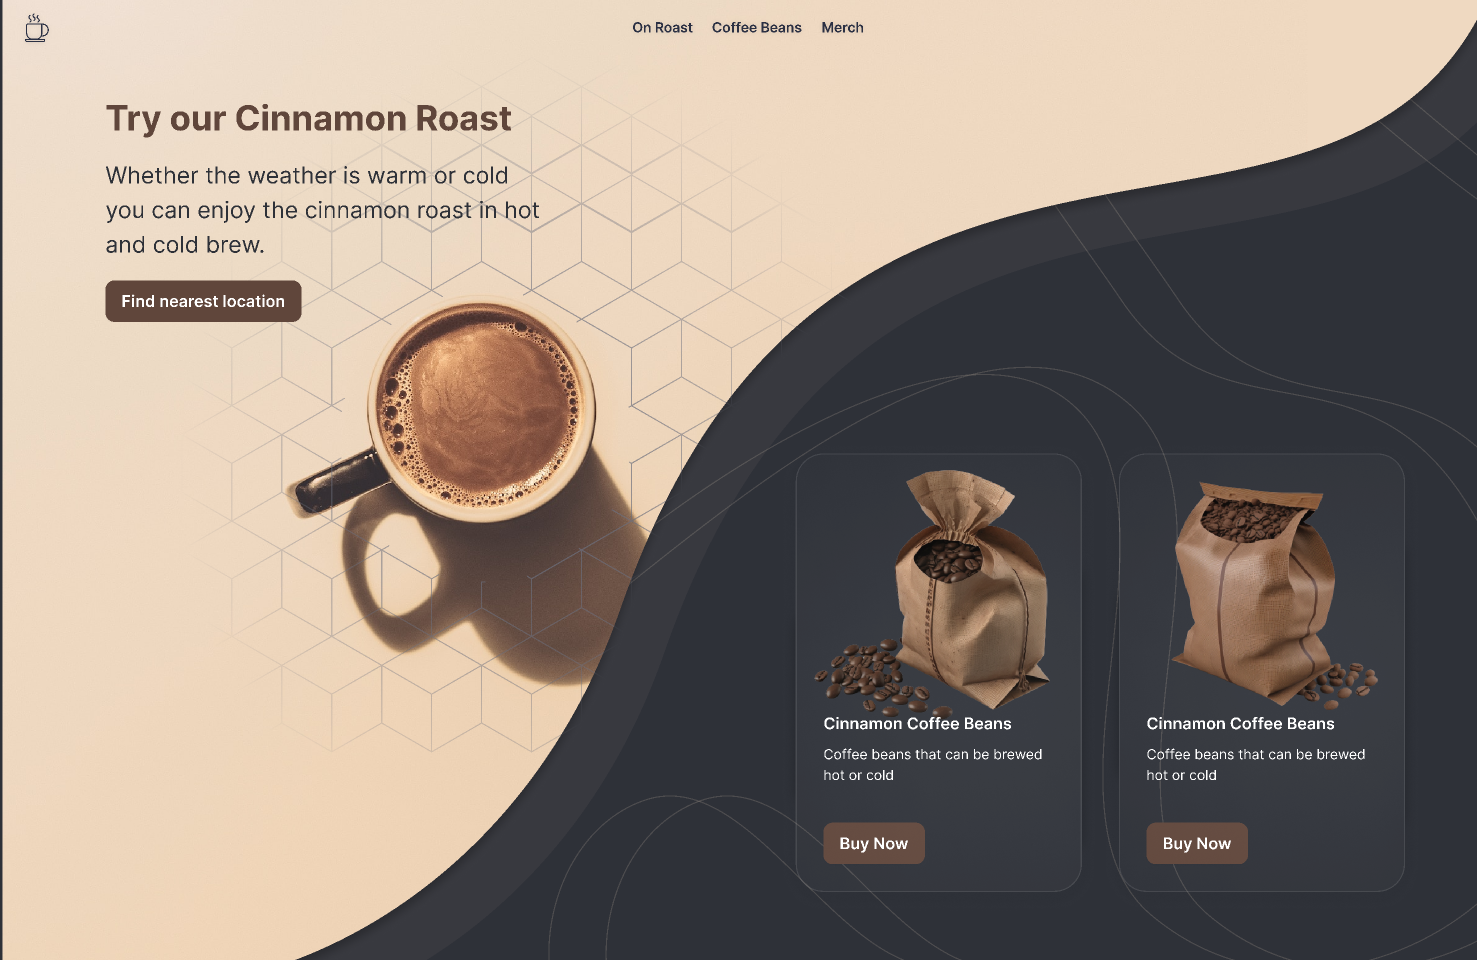 On Roast Coffee Beans Merch
Try our Cinnamon Roast
Whether the weather is warm or cold
you can enjoy the cinnamon roast in hot
and cold brew.
Find nearest location
Cinnamon Coffee Beans
Coffee beans that can be brewed
hot or cold
Buy Now
Cinnamon Coffee Beans
Coffee beans that can be brewed
hot or cold
Buy Now